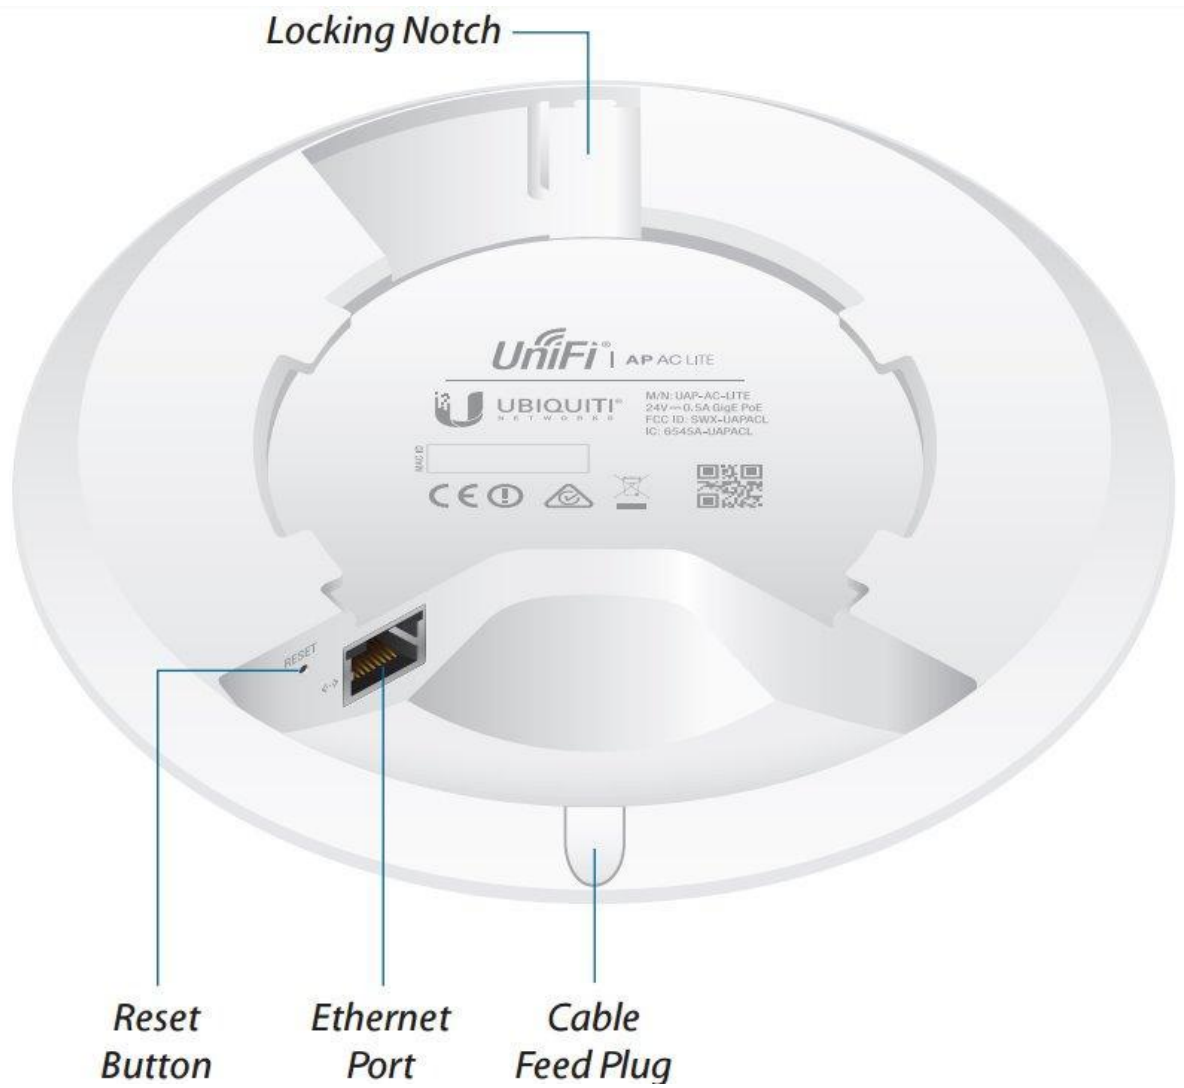 Locking Notch
UniFi® | AP AC LITE
UBIQUITI®
NETWORKS
M/N: UAP-AC-LITE
24V⎓0.5A GigE PoE
FCC ID: SWX-UAPACL
IC: 6545A-UAPACL
MAC ID
CE
RESET
<··>
Reset
Button
Ethernet
Port
Cable
Feed Plug